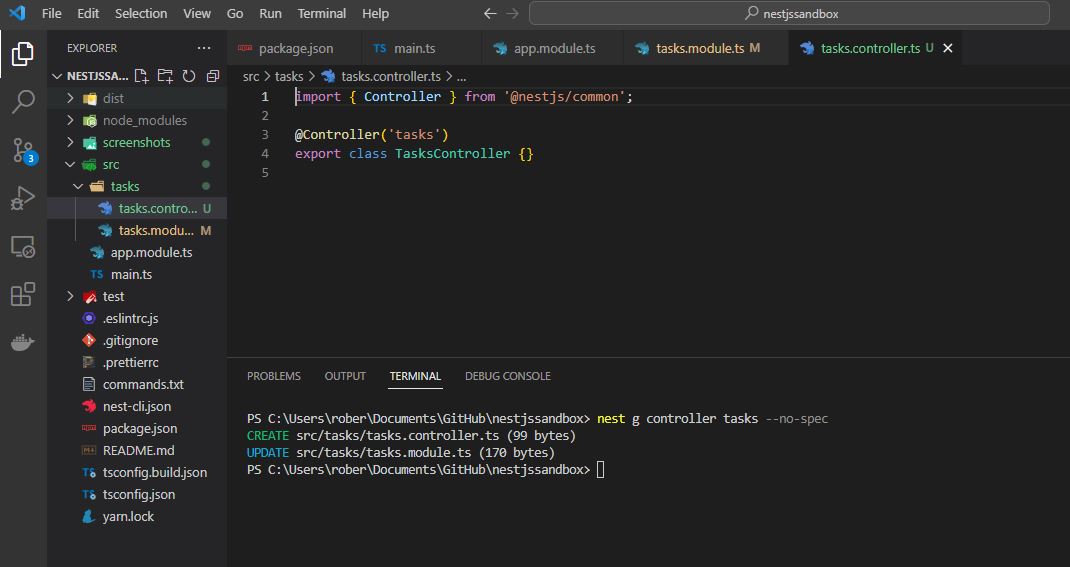 File Edit Selection View Go Run Terminal Help
nestjssandbox
EXPLORER
package.json
main.ts
app.module.ts
tasks.module.ts M
tasks.controller.ts U
NESTJSSA...
src > tasks > tasks.controller.ts > ...
dist
node_modules
screenshots
src
tasks
tasks.contro... U
tasks.modu... M
app.module.ts
TS main.ts
test
.eslintrc.js
.gitignore
.prettierrc
commands.txt
nest-cli.json
package.json
README.md
tsconfig.build.json
tsconfig.json
yarn.lock
3
1 import { Controller } from '@nestjs/common';
2
3 @Controller('tasks')
4 export class TasksController {}
5
PROBLEMS OUTPUT TERMINAL DEBUG CONSOLE
PS C:\Users\rober\Documents\GitHub\nestjssandbox> nest g controller tasks --no-spec
CREATE src/tasks/tasks.controller.ts (99 bytes)
UPDATE src/tasks/tasks.module.ts (170 bytes)
PS C:\Users\rober\Documents\GitHub\nestjssandbox>